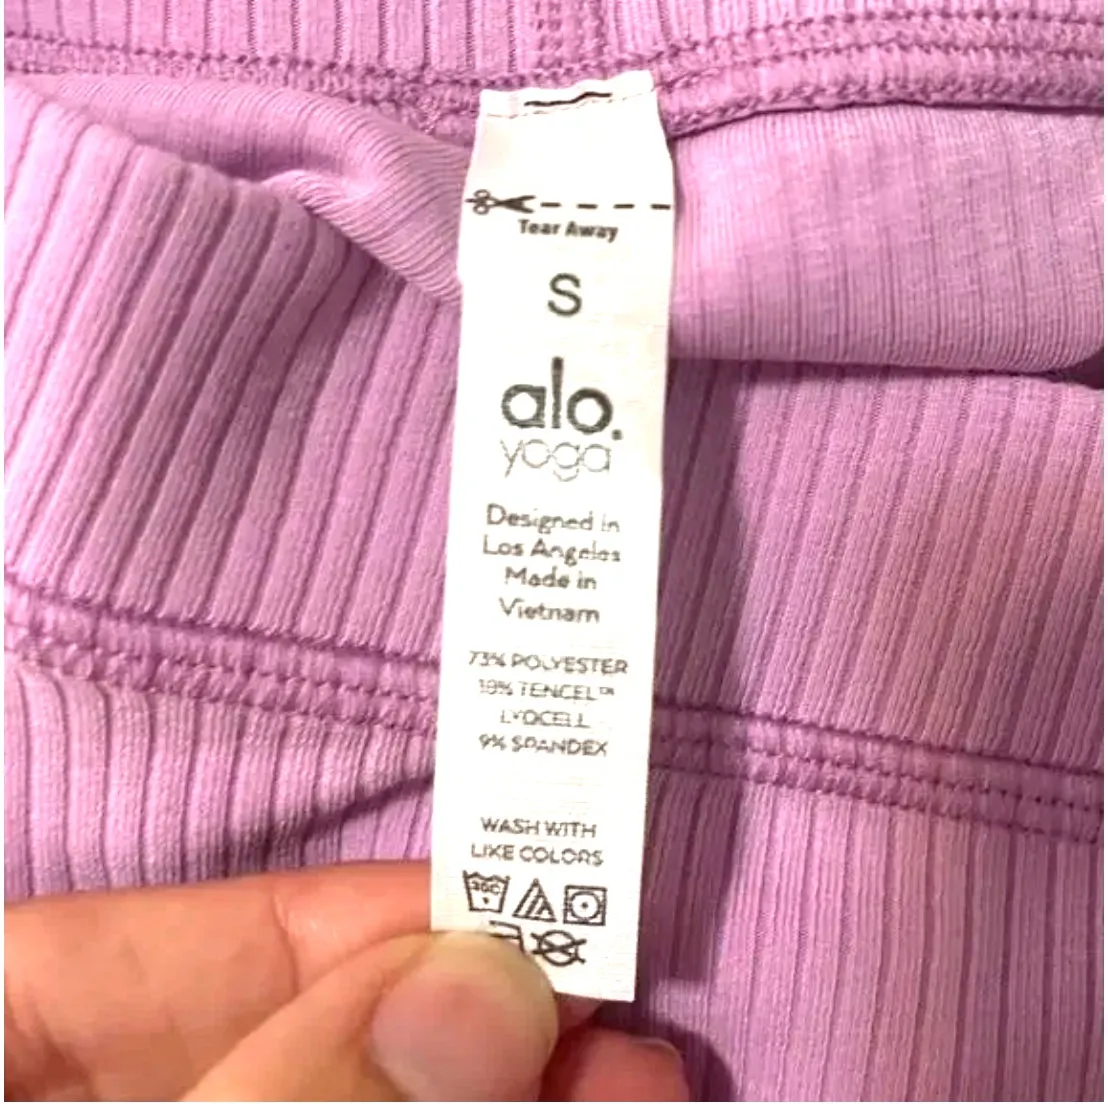 Tear Away
S
alo.
yoga
Designed in
Los Angeles
Made in
Vietnam
73% POLYESTER
18% TENCEL™
LYOCELL
9% SPANDEX
WASH WITH
LIKE COLORS
30C